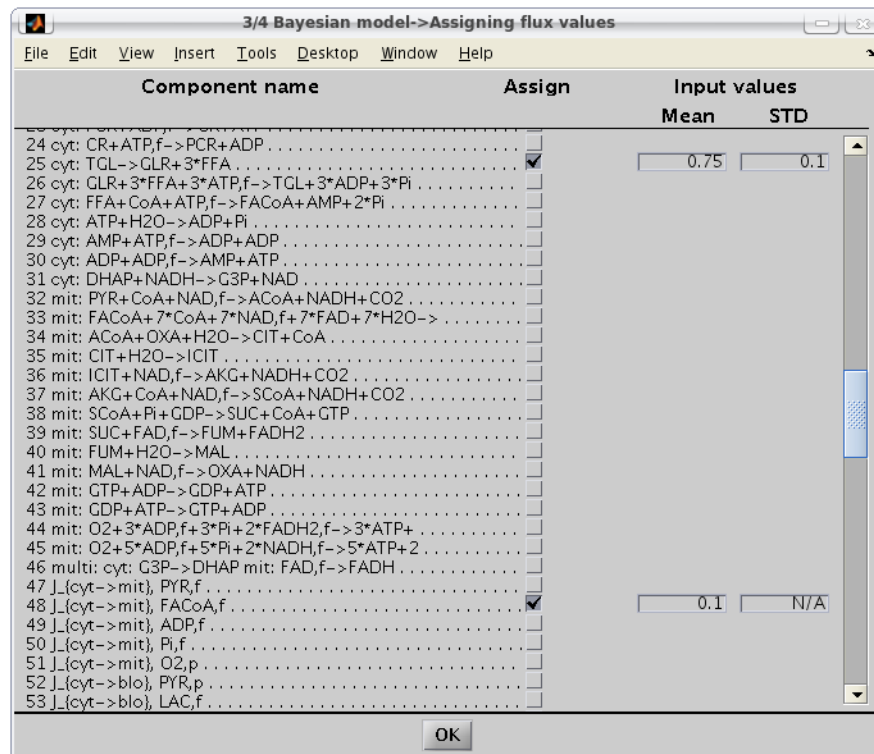 3/4 Bayesian model->Assigning flux values
File Edit View Insert Tools Desktop Window Help
Component name Assign Input values
Mean STD
24 cyt: CR+ATP,f->PCR+ADP
25 cyt: TGL->GLR+3*FFA 0.75 0.1
26 cyt: GLR+3*FFA+3*ATP,f->TGL+3*ADP+3*Pi
27 cyt: FFA+CoA+ATP,f->FACoA+AMP+2*Pi
28 cyt: ATP+H2O->ADP+Pi
29 cyt: AMP+ATP,f->ADP+ADP
30 cyt: ADP+ADP,f->AMP+ATP
31 cyt: DHAP+NADH->G3P+NAD
32 mit: PYR+CoA+NAD,f->ACoA+NADH+CO2
33 mit: FACoA+7*CoA+7*NAD,f+7*FAD+7*H2O->
34 mit: ACoA+OXA+H2O->CIT+CoA
35 mit: CIT+H2O->ICIT
36 mit: ICIT+NAD,f->AKG+NADH+CO2
37 mit: AKG+CoA+NAD,f->SCoA+NADH+CO2
38 mit: SCoA+Pi+GDP->SUC+CoA+GTP
39 mit: SUC+FAD,f->FUM+FADH2
40 mit: FUM+H2O->MAL
41 mit: MAL+NAD,f->OXA+NADH
42 mit: GTP+ADP->GDP+ATP
43 mit: GDP+ATP->GTP+ADP
44 mit: O2+3*ADP,f+3*Pi+2*FADH2,f->3*ATP+
45 mit: O2+5*ADP,f+5*Pi+2*NADH,f->5*ATP+2
46 multi: cyt: G3P->DHAP mit: FAD,f->FADH
47 J_{cyt->mit}, PYR,f
48 J_{cyt->mit}, FACoA,f 0.1 N/A
49 J_{cyt->mit}, ADP,f
50 J_{cyt->mit}, Pi,f
51 J_{cyt->mit}, O2,p
52 J_{cyt->blo}, PYR,p
53 J_{cyt->blo}, LAC,f
OK